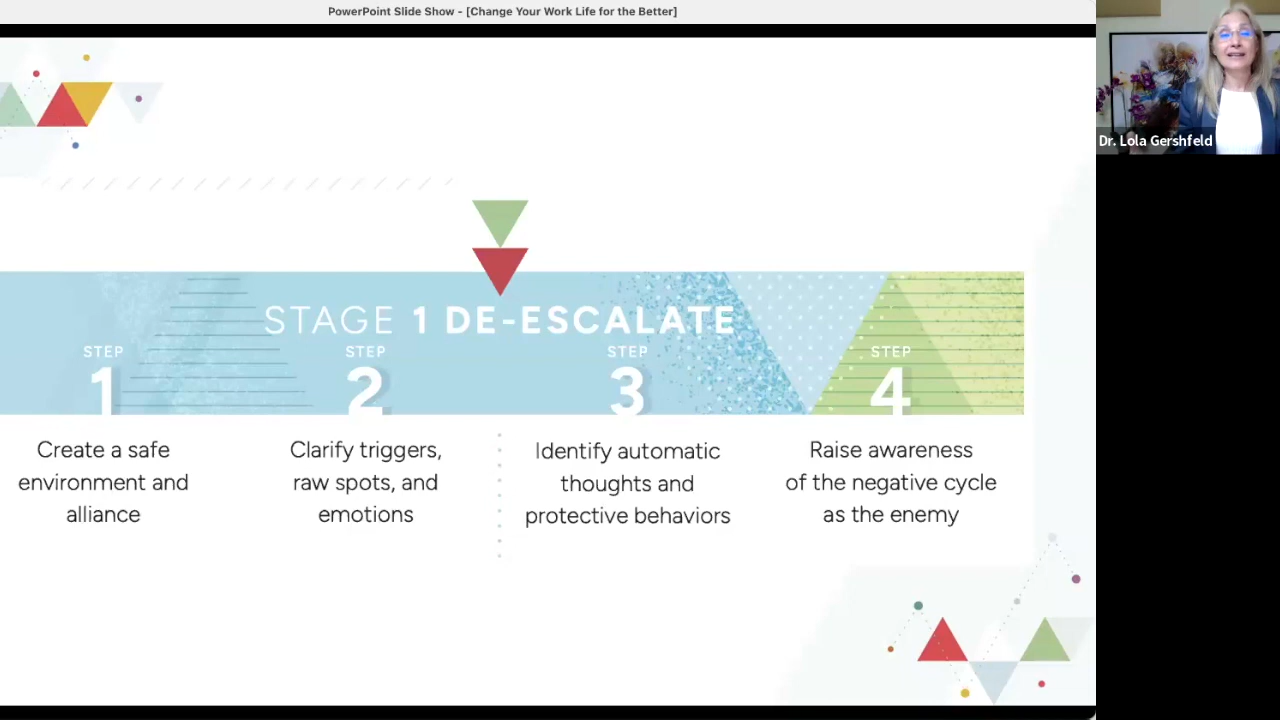 PowerPoint Slide Show - [Change Your Work Life for the Better]
Dr. Lola Gershfeld
STAGE 1 DE-ESCALATE
STEP STEP STEP STEP
1 2 3 4
Create a safe
environment and
alliance
Clarify triggers,
raw spots, and
emotions
Identify automatic
thoughts and
protective behaviors
Raise awareness
of the negative cycle
as the enemy